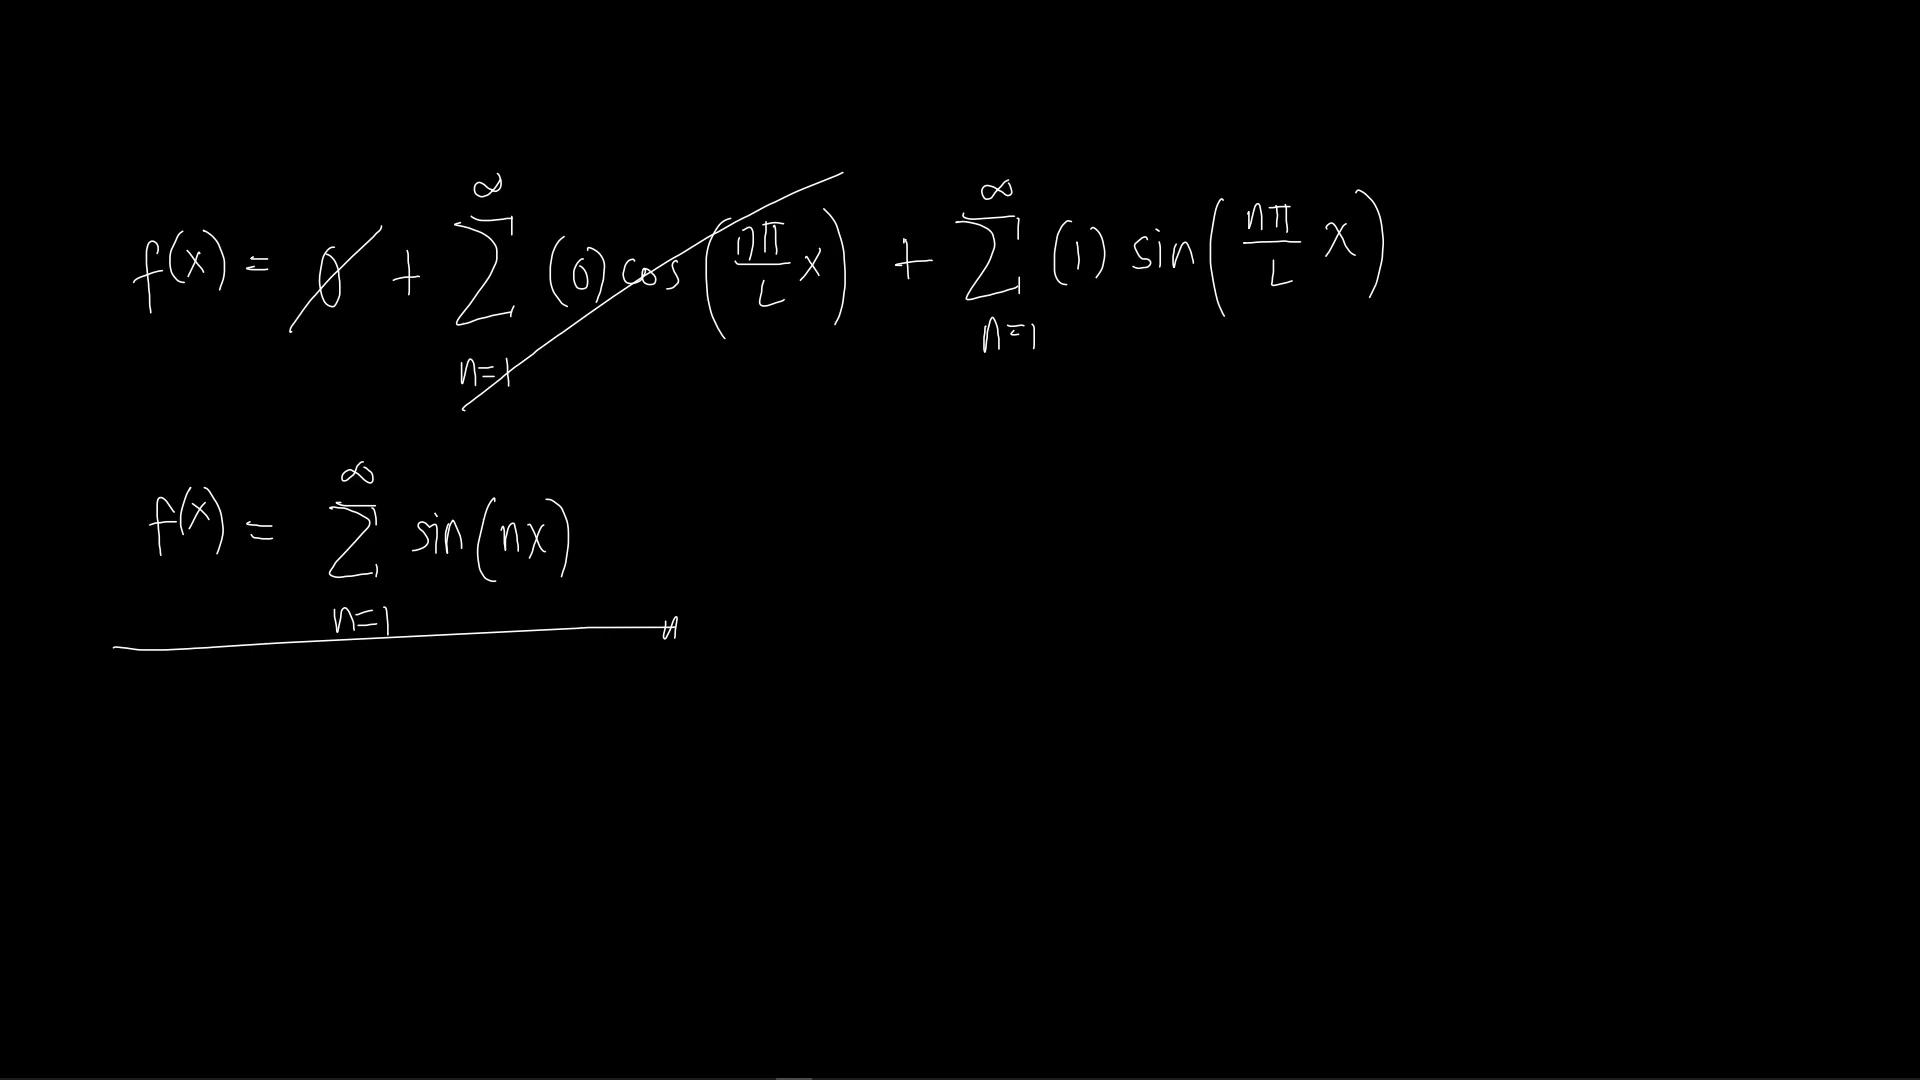 f(x) = 0 + ∞∑n=1 (0) cos(nπ/L x) + ∞∑n=1 (1) sin(nπ/L x)
f(x) = ∞∑n=1 sin(nx)